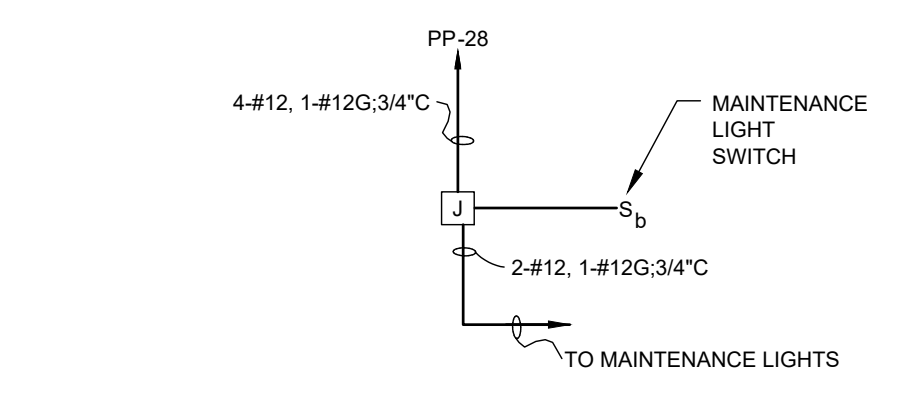 PP-28
4-#12, 1-#12G;3/4"C
MAINTENANCE
LIGHT
SWITCH
J
S b
2-#12, 1-#12G;3/4"C
TO MAINTENANCE LIGHTS